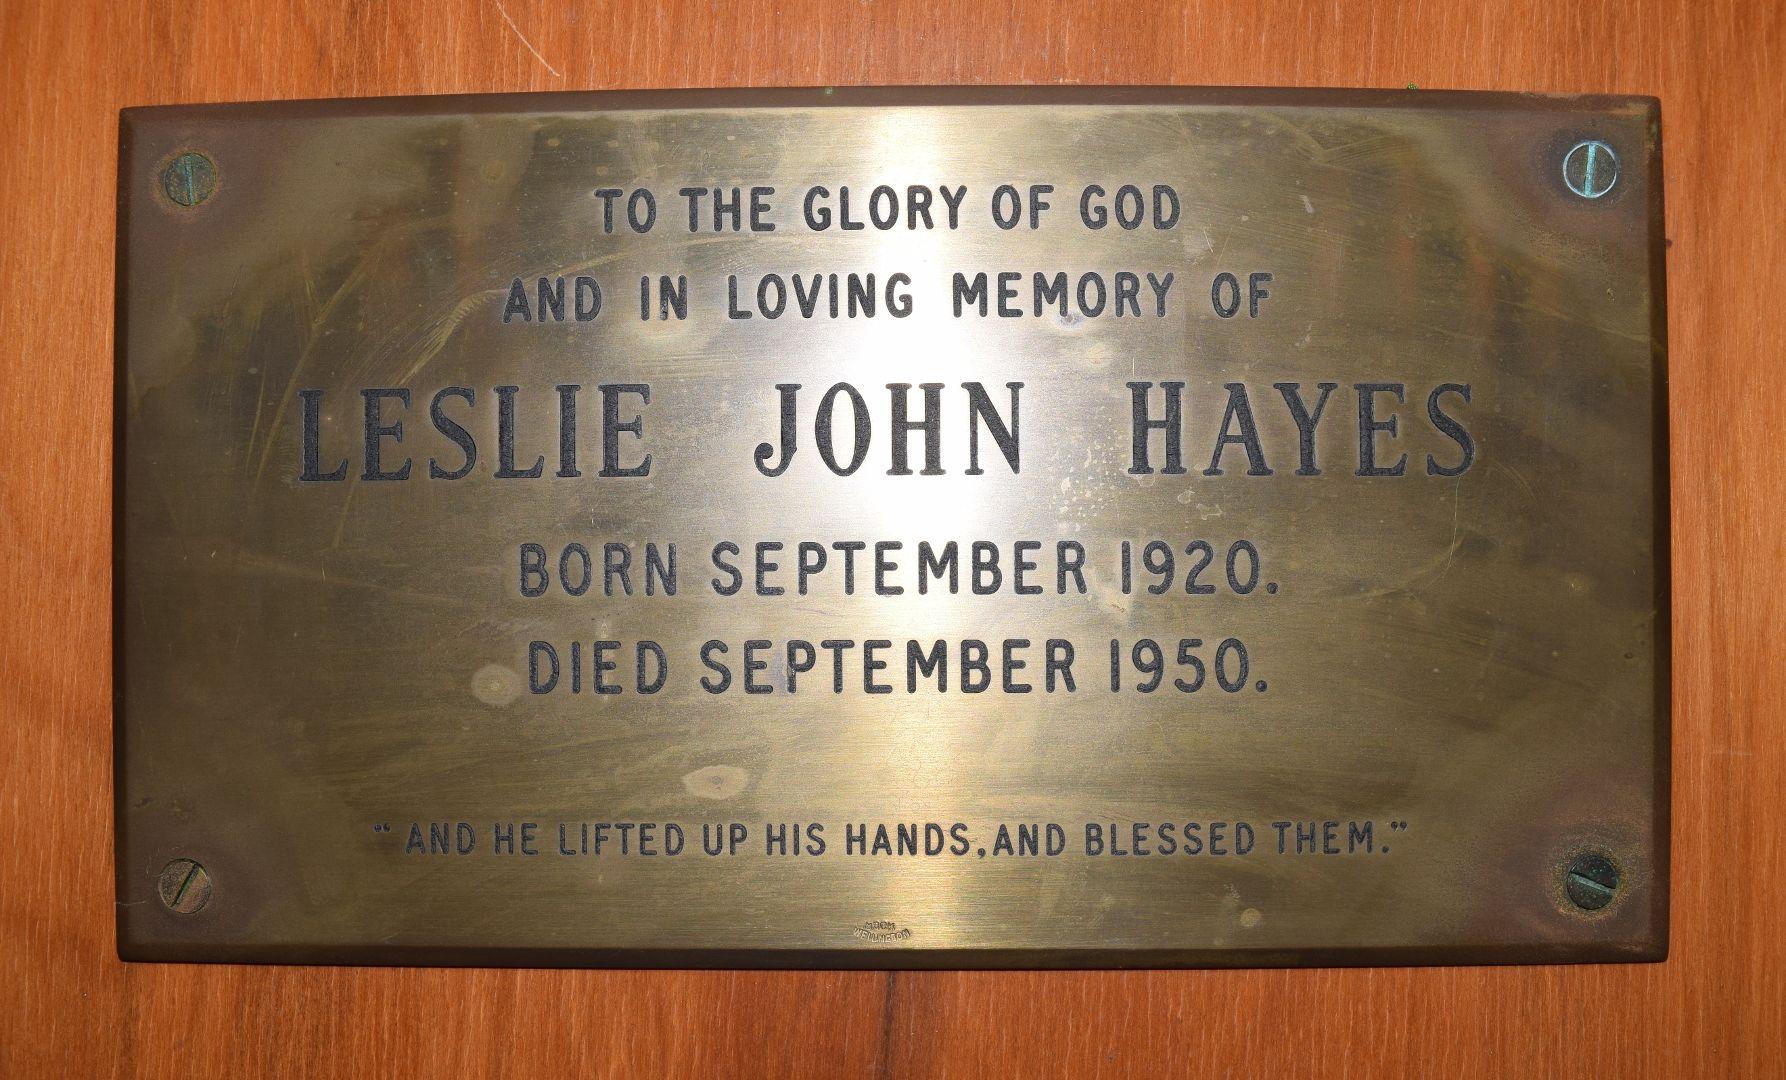 TO THE GLORY OF GOD
AND IN LOVING MEMORY OF
LESLIE JOHN HAYES
BORN SEPTEMBER 1920.
DIED SEPTEMBER 1950.
“AND HE LIFTED UP HIS HANDS, AND BLESSED THEM.”
WELLINGTON